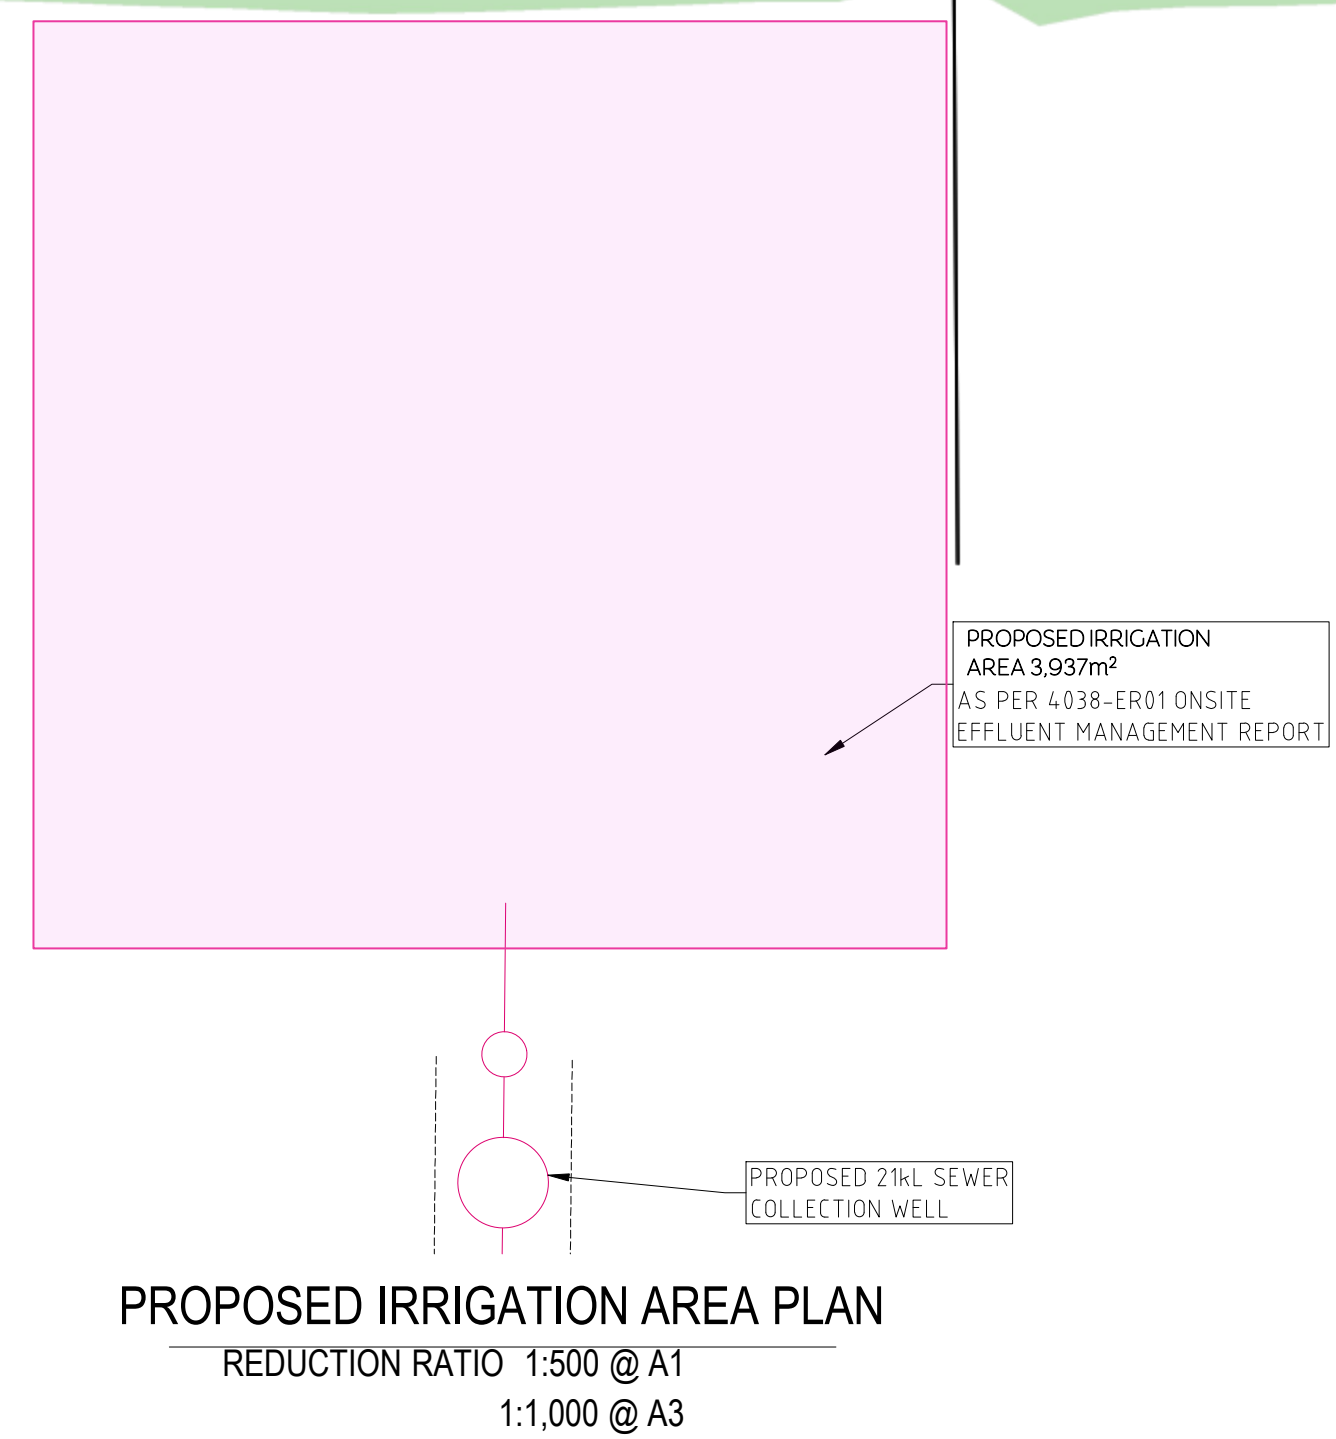 PROPOSED IRRIGATION
AREA 3,937m²
AS PER 4038-ER01 ONSITE
EFFLUENT MANAGEMENT REPORT
PROPOSED 21kL SEWER
COLLECTION WELL
PROPOSED IRRIGATION AREA PLAN
REDUCTION RATIO 1:500 @ A1
1:1,000 @ A3